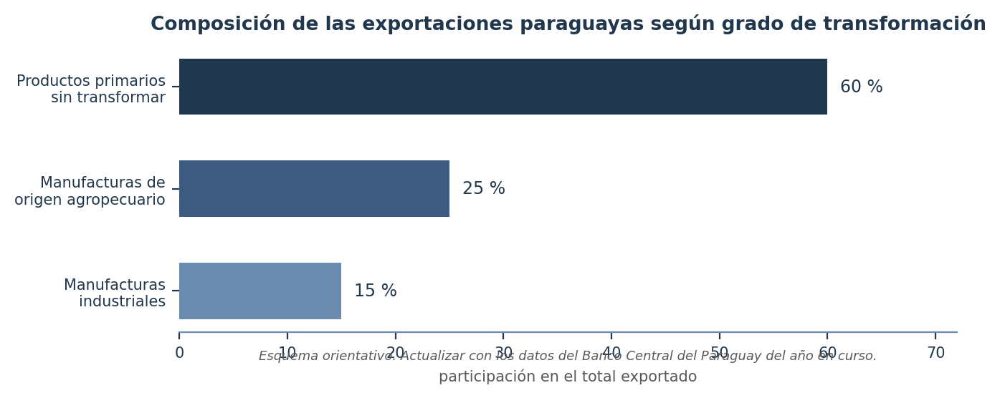 Composición de las exportaciones paraguayas según grado de transformación
Productos primarios
sin transformar
60 %
Manufacturas de
origen agropecuario
25 %
Manufacturas
industriales
15 %
0 10 20 30 40 50 60 70
Esquema orientativo. Actualizar con los datos del Banco Central del Paraguay del año en curso.
participación en el total exportado